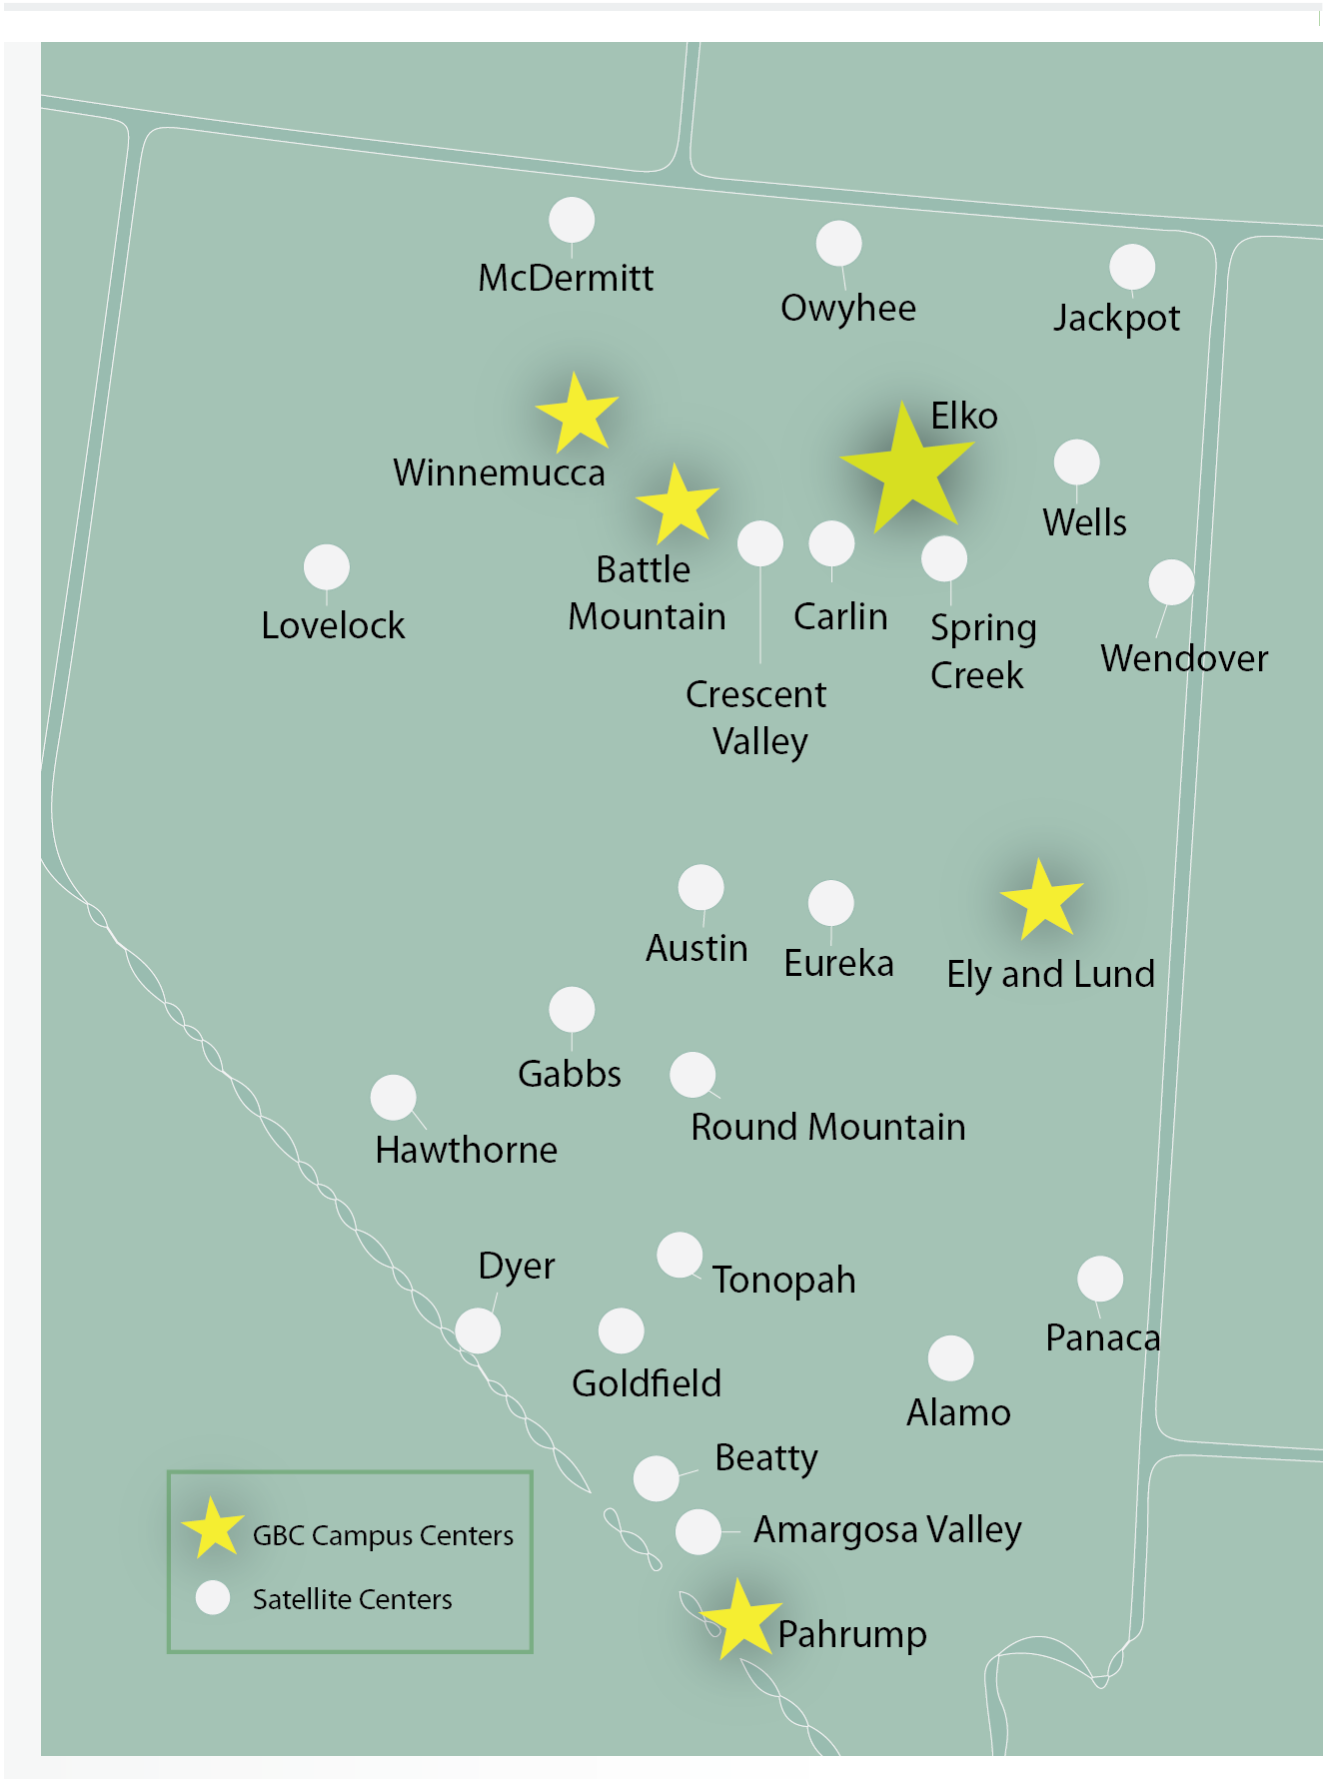 McDermitt
Owyhee
Jackpot
Elko
Winnemucca
Wells
Battle
Mountain
Carlin
Spring
Creek
Lovelock
Wendover
Crescent
Valley
Austin
Eureka
Ely and Lund
Gabbs
Round Mountain
Hawthorne
Dyer
Tonopah
Panaca
Goldfield
Alamo
Beatty
Amargosa Valley
Pahrump
GBC Campus Centers
Satellite Centers